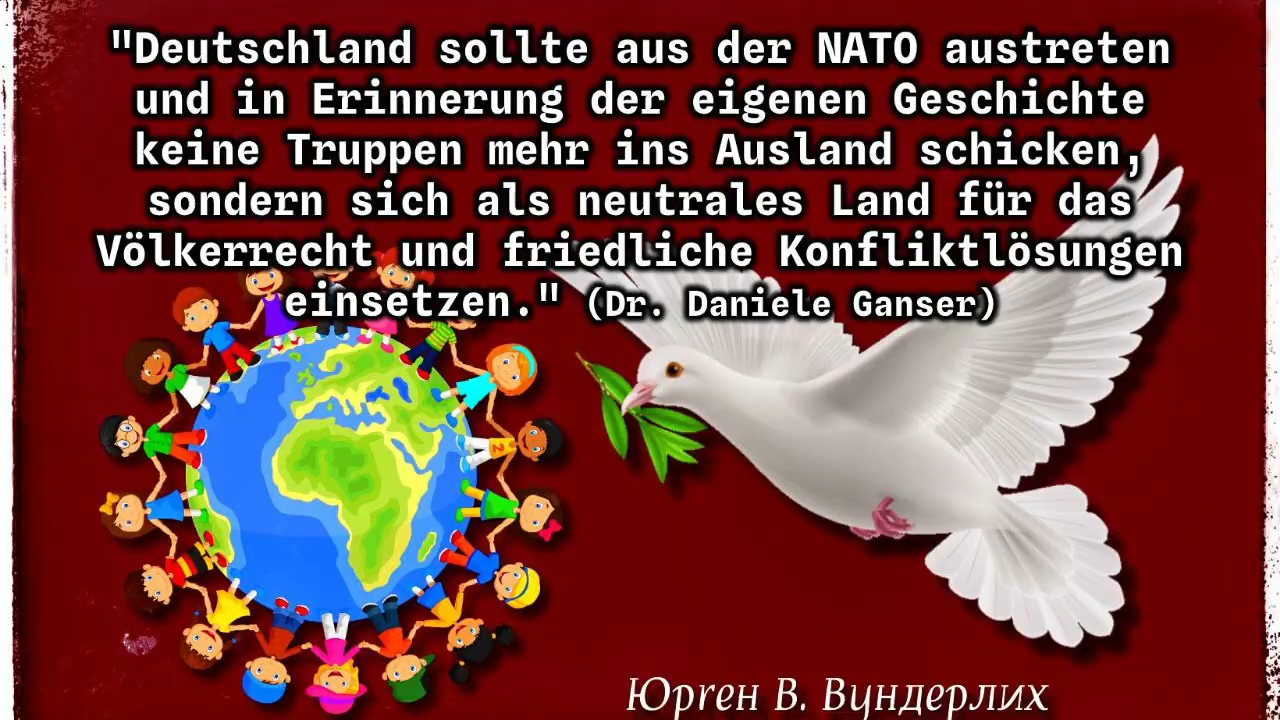 "Deutschland sollte aus der NATO austreten
und in Erinnerung der eigenen Geschichte
keine Truppen mehr ins Ausland schicken,
sondern sich als neutrales Land für das
Völkerrecht und friedliche Konfliktlösungen
einsetzen." (Dr. Daniele Ganser)
2
Юрген В. Вундерлих